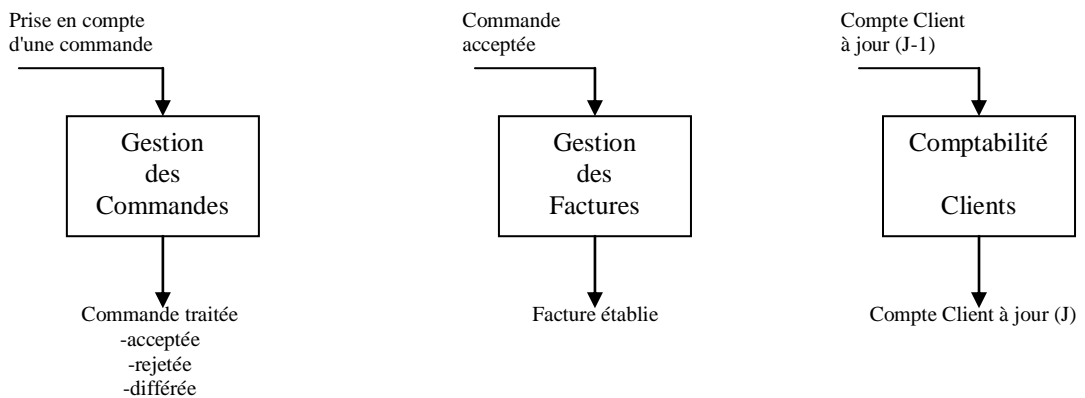 Prise en compte
d'une commande
Gestion
des
Commandes
Commande traitée
-acceptée
-rejetée
-différée
Commande
acceptée
Gestion
des
Factures
Facture établie
Compte Client
à jour (J-1)
Comptabilité
Clients
Compte Client à jour (J)